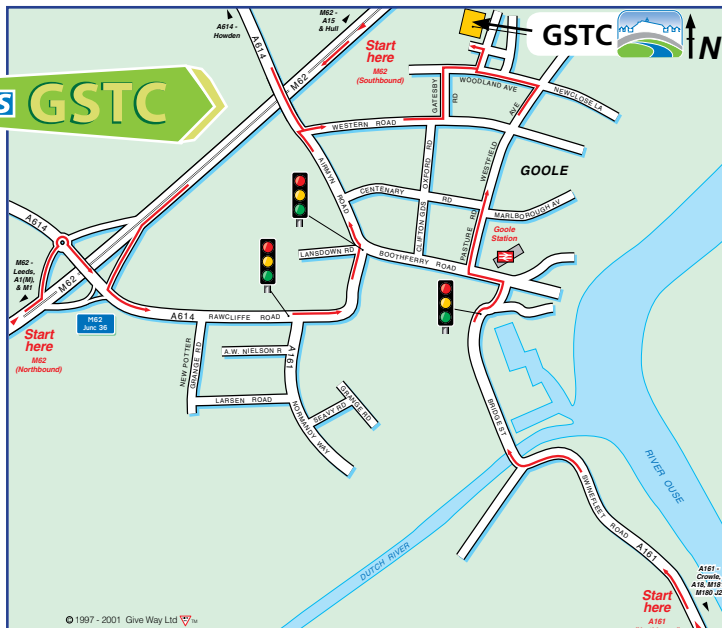 A614 -
Howden
M62 -
A15
& Hull
GSTC
N
Start
here
M62
(Southbound)
A614
M62
S
GSTC
GATESBY
RD
WOODLAND AVE
NEWCLOSE LA
AVE
WESTERN ROAD
WESTFIELD
GOOLE
AIRMYN ROAD
OXFORD RD
CENTENARY RD
CLIFTON GDS
PASTURE RD
MARLBOROUGH AV
Goole
Station
A614
LANSDOWN RD
BOOTHFERRY ROAD
M62 -
Leeds,
A1(M),
& M1
M62
M62
Junc 36
Start
here
M62
(Northbound)
A614 RAWCLIFFE ROAD
A161
NEW POTTER
GRANGE RD
A.W. NIELSON R
LARSEN ROAD
NORMANDY WAY
SEAVY RD
GRANGE RD
BRIDGE ST
RIVER OUSE
DUTCH RIVER
SWINEFLEET ROAD A161
A161 -
Crowle,
A18, M18
M180 J2
Start
here
A161
© 1997 - 2001 Give Way Ltd TM